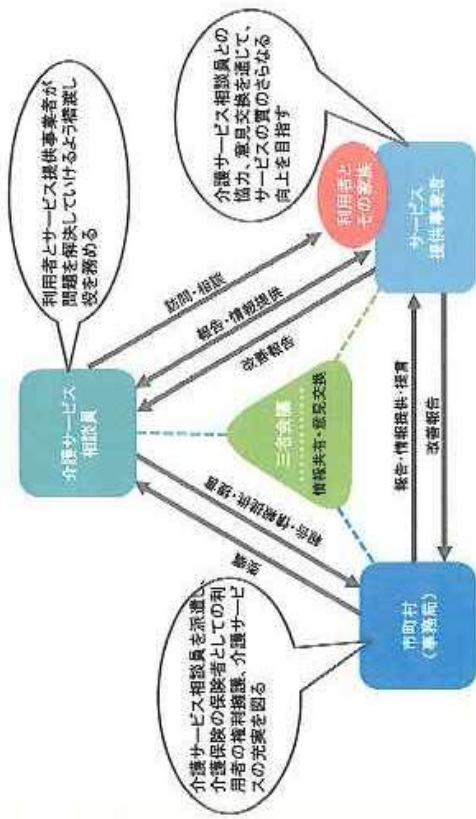 利用者とサービス提供事業者が
問題を解決していけるよう橋渡し
役を務める
介護サービス
相談員
訪問・相談
報告・情報提供
改善報告
派遣
報告・情報提供・提言
三者会議
情報共有・意見交換
介護サービス相談員との
協力、意見交換を通じて、
サービスの質のさらなる
向上を目指す
利用者と
その家族
サービス
提供事業者
介護サービス相談員を派遣し、
介護保険の保険者としての利
用者の権利擁護、介護サービ
スの充実を図る
市町村
(事務局)
報告・情報提供・提言
改善報告